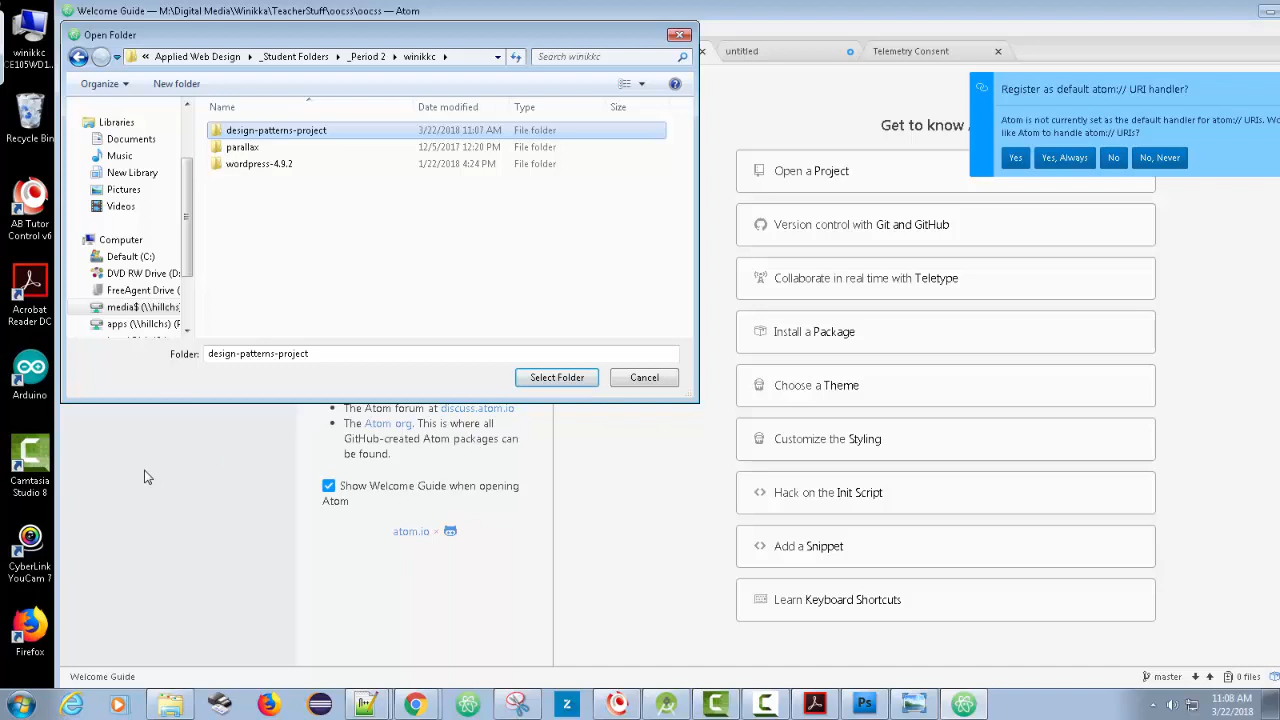 Welcome Guide — M:\Digital Media\Winikka\TeacherStuff\oocss\oocss — Atom
Open Folder
« Applied Web Design ▸ _Student Folders ▸ _Period 2 ▸ winikkc ▸
Search winikkc
Organize
New folder
Name
Date modified
Type
Size
design-patterns-project
3/22/2018 11:07 AM
File folder
parallax
12/5/2017 12:20 PM
File folder
wordpress-4.9.2
1/22/2018 4:24 PM
File folder
Libraries
Documents
Music
New Library
Pictures
Videos
Computer
Default (C:)
DVD RW Drive (D:
FreeAgent Drive (
media$ (\\hillchs)
apps (\\hillchs) (F
Folder:
design-patterns-project
Select Folder
Cancel
untitled
Telemetry Consent
Register as default atom:// URI handler?
Atom is not currently set as the default handler for atom:// URIs. Wo
like Atom to handle atom:// URIs?
Yes
Yes, Always
No
No, Never
Get to know
Open a Project
Version control with Git and GitHub
Collaborate in real time with Teletype
Install a Package
Choose a Theme
Customize the Styling
Hack on the Init Script
Add a Snippet
Learn Keyboard Shortcuts
The Atom forum at discuss.atom.io
The Atom org. This is where all
GitHub-created Atom packages can
be found.
Show Welcome Guide when opening
Atom
atom.io ×
Welcome Guide
master
0 files
winikkc
CE105WD1...
Recycle Bin
AB Tutor
Control v6
Acrobat
Reader DC
Arduino
Camtasia
Studio 8
CyberLink
YouCam 7
Firefox
11:08 AM
3/22/2018